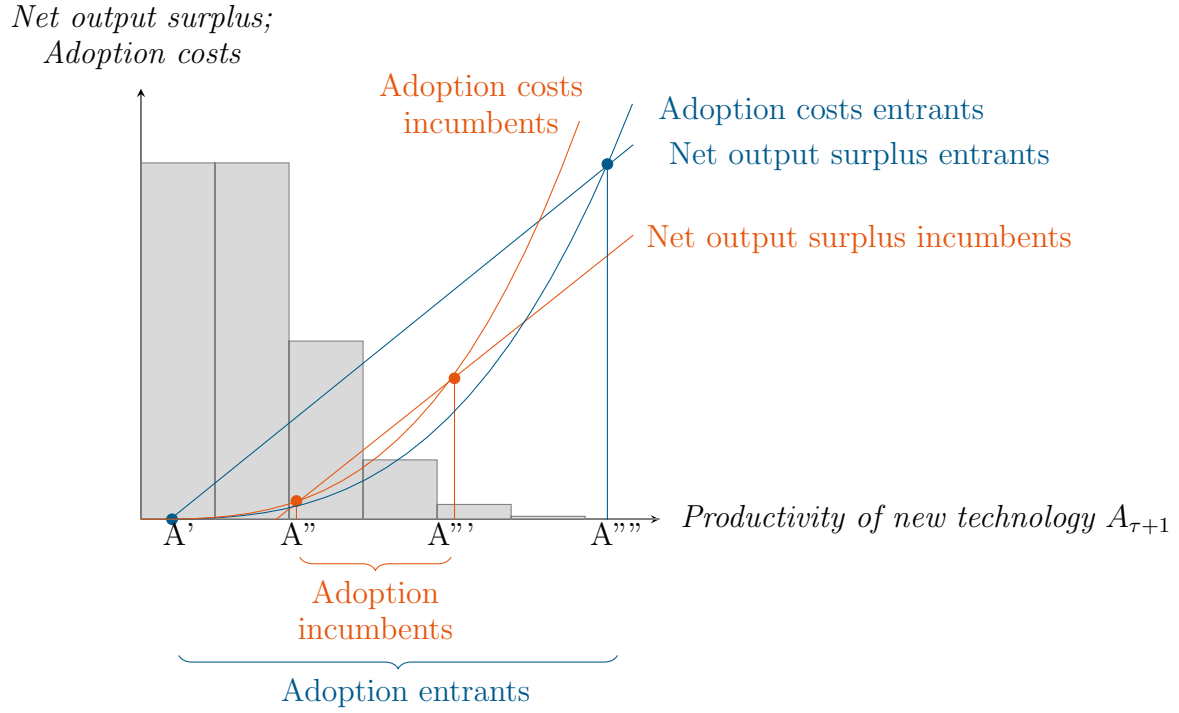 Net output surplus;
Adoption costs
Adoption costs
incumbents
Adoption costs entrants
Net output surplus entrants
Net output surplus incumbents
Productivity of new technology A_{τ+1}
A' A'' A''' A''''
Adoption
incumbents
Adoption entrants